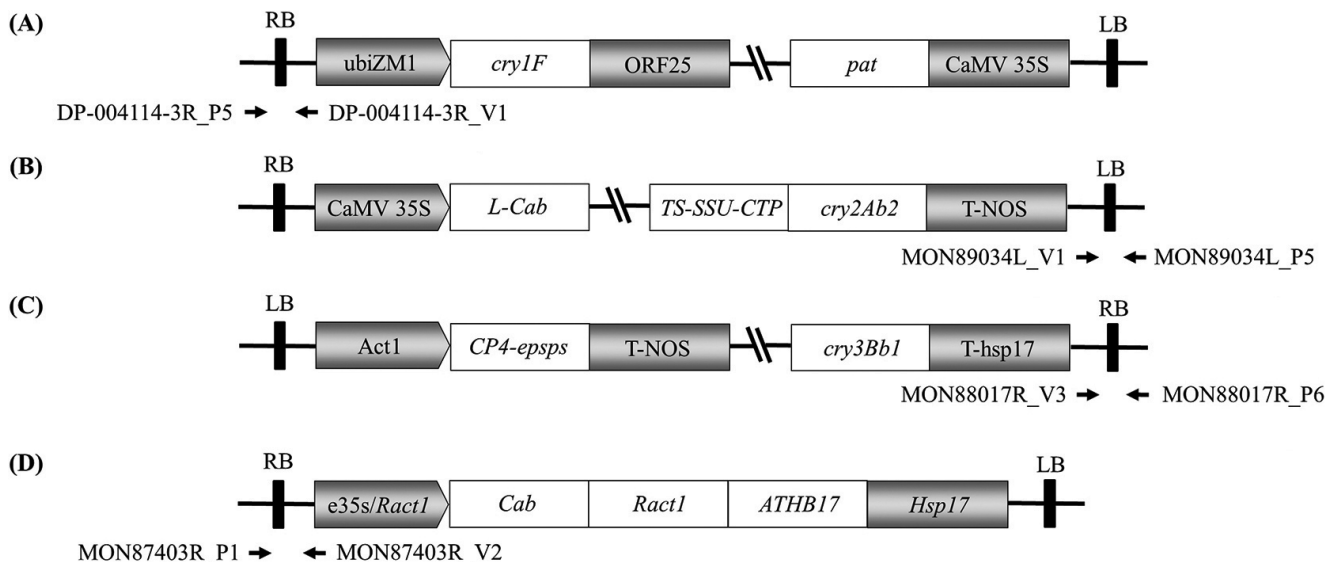 (A)
RB
LB
ubiZM1 cry1F ORF25 pat CaMV 35S
DP-004114-3R_P5 DP-004114-3R_V1
(B)
RB
LB
CaMV 35S L-Cab TS-SSU-CTP cry2Ab2 T-NOS
MON89034L_V1 MON89034L_P5
(C)
LB
RB
Act1 CP4-epsps T-NOS cry3Bb1 T-hsp17
MON88017R_V3 MON88017R_P6
(D)
RB
LB
e35s/Ract1 Cab Ract1 ATHB17 Hsp17
MON87403R_P1 MON87403R_V2